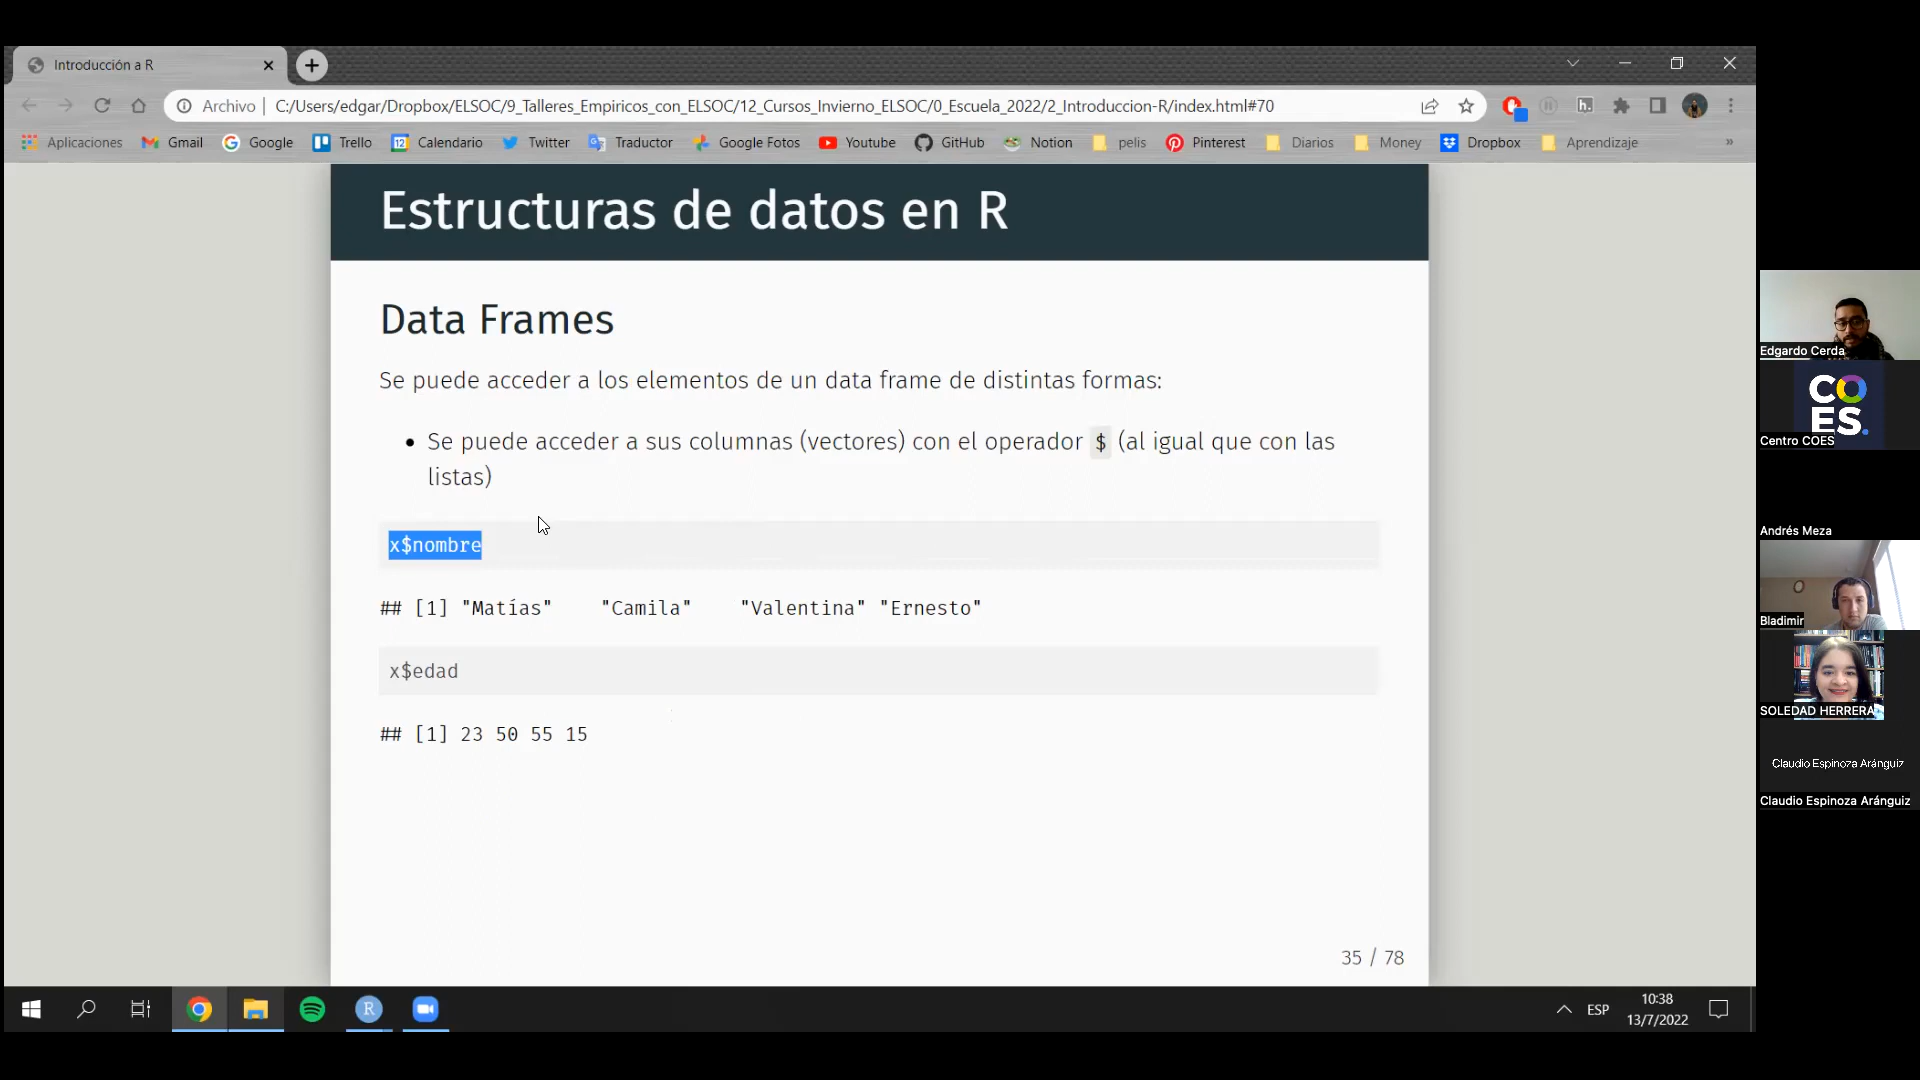 Introducción a R
Archivo | C:/Users/edgar/Dropbox/ELSOC/9_Talleres_Empiricos_con_ELSOC/12_Cursos_Invierno_ELSOC/0_Escuela_2022/2_Introduccion-R/index.html#70
Aplicaciones Gmail Google Trello 12 Calendario Twitter Traductor Google Fotos Youtube GitHub Notion pelis Pinterest Diarios Money Dropbox Aprendizaje »
Estructuras de datos en R
Data Frames
Se puede acceder a los elementos de un data frame de distintas formas:
• Se puede acceder a sus columnas (vectores) con el operador $ (al igual que con las
listas)
x$nombre
## [1] "Matías" "Camila" "Valentina" "Ernesto"
x$edad
## [1] 23 50 55 15
35 / 78
Edgardo Cerda
CO
ES.
Centro COES
Andrés Meza
Bladimir
SOLEDAD HERRERA
Claudio Espinoza Aránguiz
Claudio Espinoza Aránguiz
R
ESP
10:38
13/7/2022